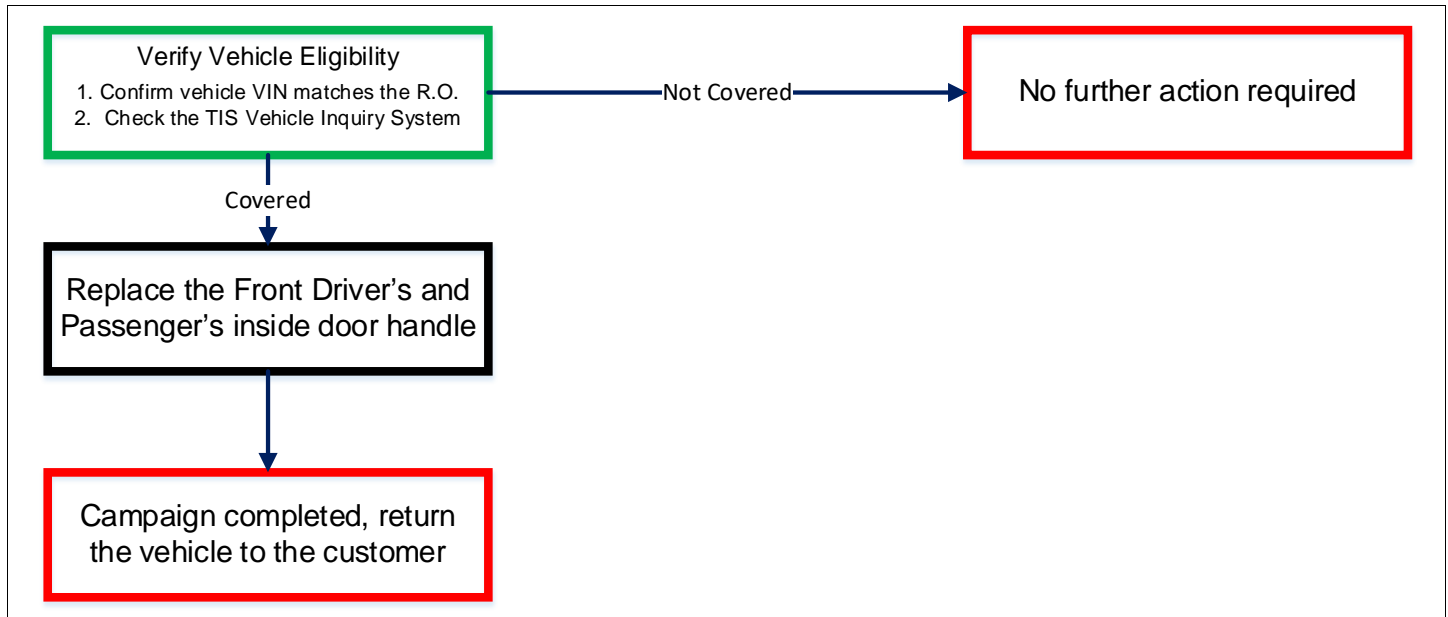 Verify Vehicle Eligibility
1. Confirm vehicle VIN matches the R.O.
2. Check the TIS Vehicle Inquiry System
Not Covered
No further action required
Covered
Replace the Front Driver’s and
Passenger’s inside door handle
Campaign completed, return
the vehicle to the customer